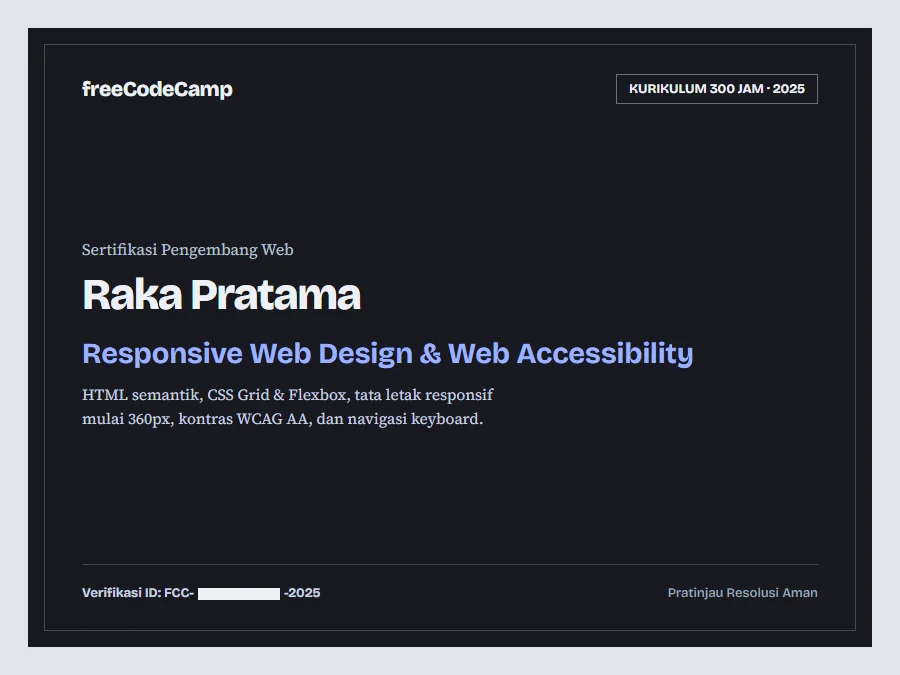 freeCodeCamp
KURIKULUM 300 JAM · 2025
Sertifikasi Pengembang Web
Raka Pratama
Responsive Web Design & Web Accessibility
HTML semantik, CSS Grid & Flexbox, tata letak responsif
mulai 360px, kontras WCAG AA, dan navigasi keyboard.
Verifikasi ID: FCC- -2025
Pratinjau Resolusi Aman